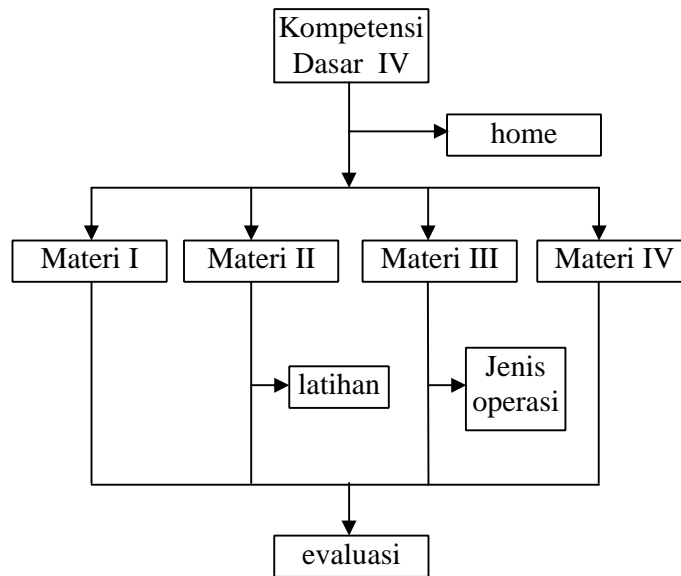 Kompetensi
Dasar IV
home
Materi I
Materi II
Materi III
Materi IV
latihan
Jenis
operasi
evaluasi